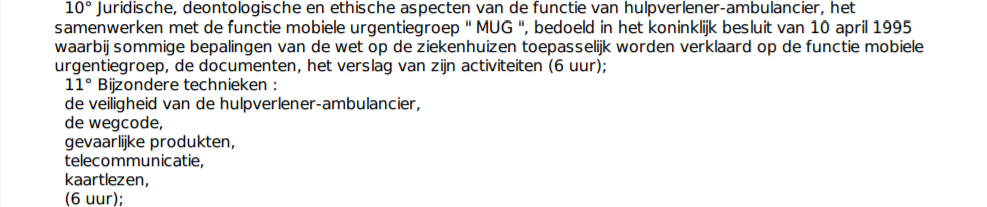 10° Juridische, deontologische en ethische aspecten van de functie van hulpverlener-ambulancier, het
samenwerken met de functie mobiele urgentiegroep " MUG ", bedoeld in het koninklijk besluit van 10 april 1995
waarbij sommige bepalingen van de wet op de ziekenhuizen toepasselijk worden verklaard op de functie mobiele
urgentiegroep, de documenten, het verslag van zijn activiteiten (6 uur);
11° Bijzondere technieken :
de veiligheid van de hulpverlener-ambulancier,
de wegcode,
gevaarlijke produkten,
telecommunicatie,
kaartlezen,
(6 uur);